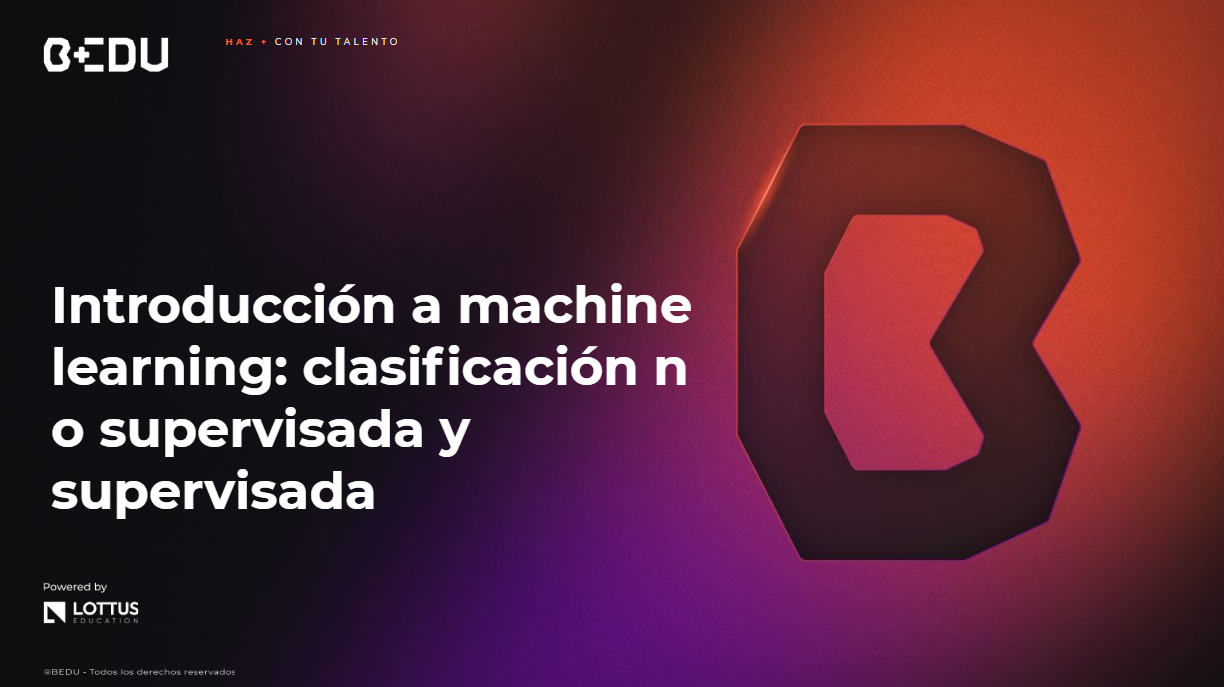 BEDU
HAZ + CON TU TALENTO
Introducción a machine
learning: clasificación n
o supervisada y
supervisada
Powered by
LOTTUS
EDUCATION
®BEDU - Todos los derechos reservados